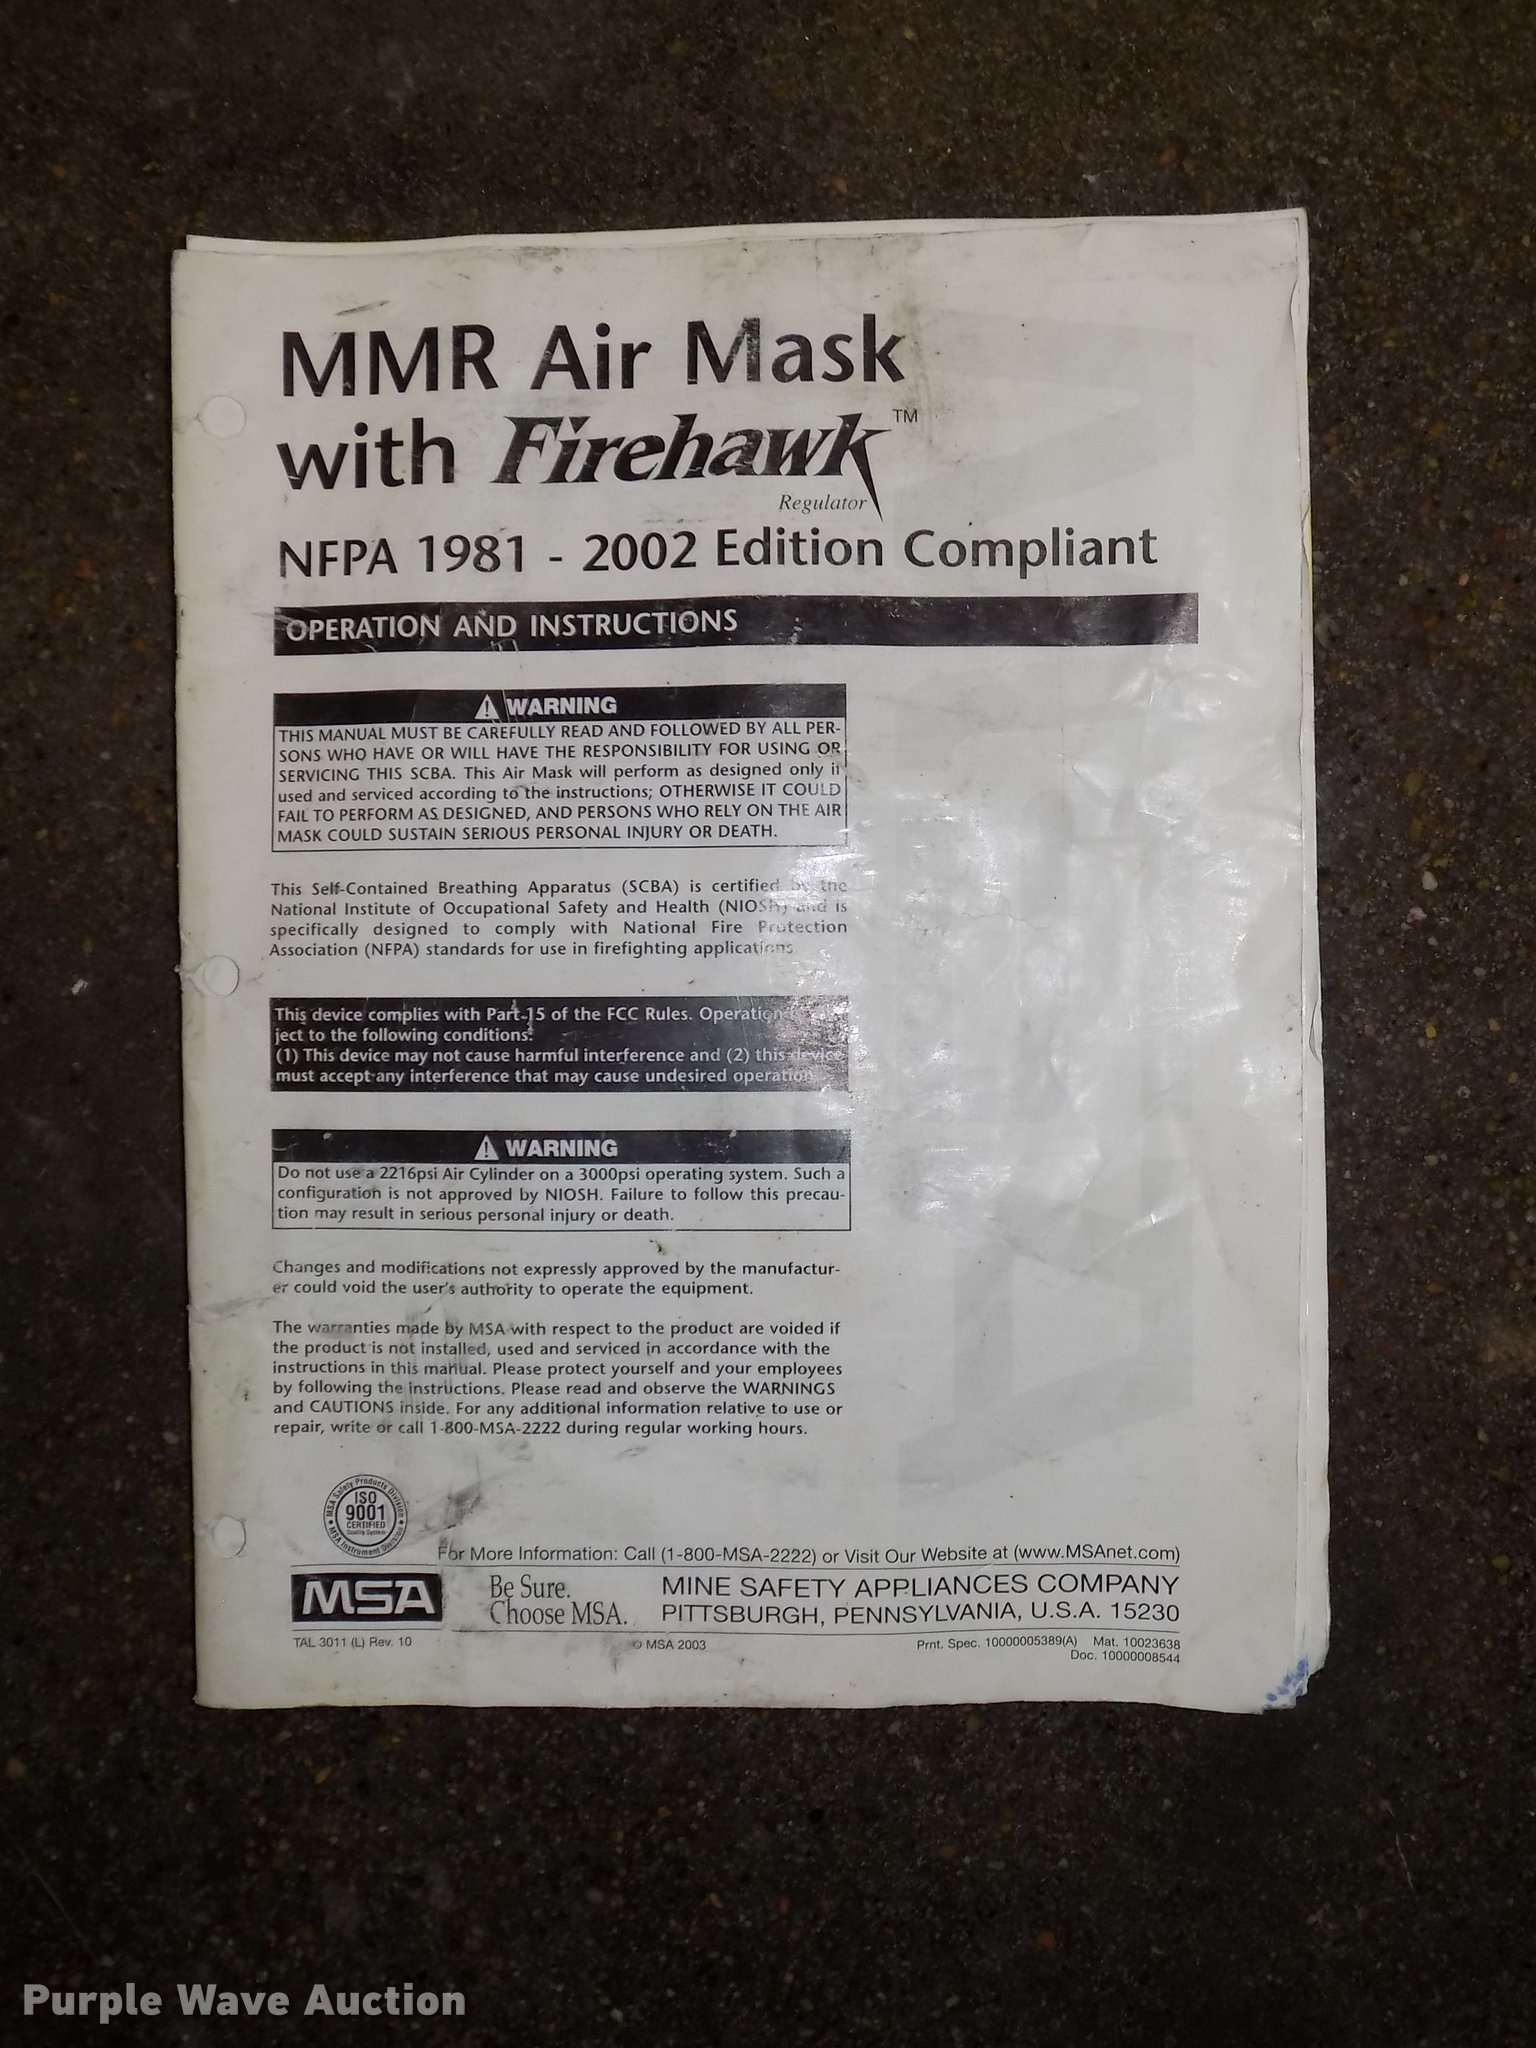 MMR Air Mask
with Firehawk™
Regulator
NFPA 1981 - 2002 Edition Compliant
OPERATION AND INSTRUCTIONS
⚠ WARNING
THIS MANUAL MUST BE CAREFULLY READ AND FOLLOWED BY ALL PER-
SONS WHO HAVE OR WILL HAVE THE RESPONSIBILITY FOR USING OR
SERVICING THIS SCBA. This Air Mask will perform as designed only if
used and serviced according to the instructions; OTHERWISE IT COULD
FAIL TO PERFORM AS DESIGNED, AND PERSONS WHO RELY ON THE AIR
MASK COULD SUSTAIN SERIOUS PERSONAL INJURY OR DEATH.
This Self-Contained Breathing Apparatus (SCBA) is certified by the
National Institute of Occupational Safety and Health (NIOSH) and is
specifically designed to comply with National Fire Protection
Association (NFPA) standards for use in firefighting applications.
This device complies with Part 15 of the FCC Rules. Operation
ject to the following conditions:
(1) This device may not cause harmful interference and (2) this device
must accept any interference that may cause undesired operation
⚠ WARNING
Do not use a 2216psi Air Cylinder on a 3000psi operating system. Such a
configuration is not approved by NIOSH. Failure to follow this precau-
tion may result in serious personal injury or death.
Changes and modifications not expressly approved by the manufactur-
er could void the user's authority to operate the equipment.
The warranties made by MSA with respect to the product are voided if
the product is not installed, used and serviced in accordance with the
instructions in this manual. Please protect yourself and your employees
by following the instructions. Please read and observe the WARNINGS
and CAUTIONS inside. For any additional information relative to use or
repair, write or call 1-800-MSA-2222 during regular working hours.
MSA Safety Products Division
ISO
9001
CERTIFIED
Quality System
MSA Instrument Division
For More Information: Call (1-800-MSA-2222) or Visit Our Website at (www.MSAnet.com)
MSA
Be Sure.
Choose MSA.
MINE SAFETY APPLIANCES COMPANY
PITTSBURGH, PENNSYLVANIA, U.S.A. 15230
TAL 3011 (L) Rev. 10
© MSA 2003
Prnt. Spec. 10000005389(A) Mat. 10023638
Doc. 10000008544
Purple Wave Auction